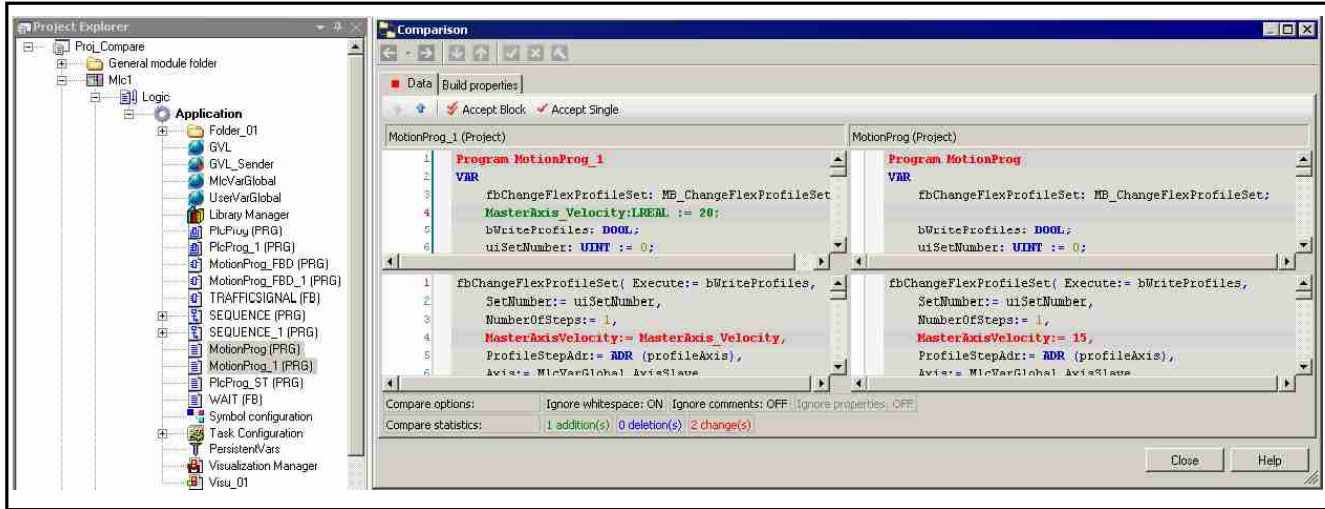 Project Explorer
Proj_Compare
General module folder
Mlc1
Logic
Application
Folder_01
GVL
GVL_Sender
MlcVarGlobal
UserVarGlobal
Library Manager
PlcProg (PRG)
PlcProg_1 (PRG)
MotionProg_FBD (PRG)
MotionProg_FBD_1 (PRG)
TRAFFICSIGNAL (FB)
SEQUENCE (PRG)
SEQUENCE_1 (PRG)
MotionProg (PRG)
MotionProg_1 (PRG)
PlcProg_ST (PRG)
WAIT (FB)
Symbol configuration
Task Configuration
PersistentVars
Visualization Manager
Visu_01
Comparison
Data Build properties
Accept Block Accept Single
MotionProg_1 (Project)
1 Program MotionProg_1
2 VAR
3 fbChangeFlexProfileSet: MB_ChangeFlexProfileSet
4 MasterAxis_Velocity:LREAL := 20;
5 bWriteProfiles: BOOL;
6 uiSetNumber: UINT := 0;
MotionProg (Project)
Program MotionProg
VAR
fbChangeFlexProfileSet: MB_ChangeFlexProfileSet;
bWriteProfiles: BOOL;
uiSetNumber: UINT := 0;
1 fbChangeFlexProfileSet( Execute:= bWriteProfiles,
2 SetNumber:= uiSetNumber,
3 NumberOfSteps:= 1,
4 MasterAxisVelocity:= MasterAxis_Velocity,
5 ProfileStepAdr:= ADR (profileAxis),
6 Axis:= MlcVarGlobal.AxisSlave
fbChangeFlexProfileSet( Execute:= bWriteProfiles,
SetNumber:= uiSetNumber,
NumberOfSteps:= 1,
MasterAxisVelocity:= 15,
ProfileStepAdr:= ADR (profileAxis),
Axis:= MlcVarGlobal.AxisSlave
Compare options: Ignore whitespace: ON Ignore comments: OFF Ignore properties: OFF
Compare statistics: 1 addition(s) 0 deletion(s) 2 change(s)
Close Help